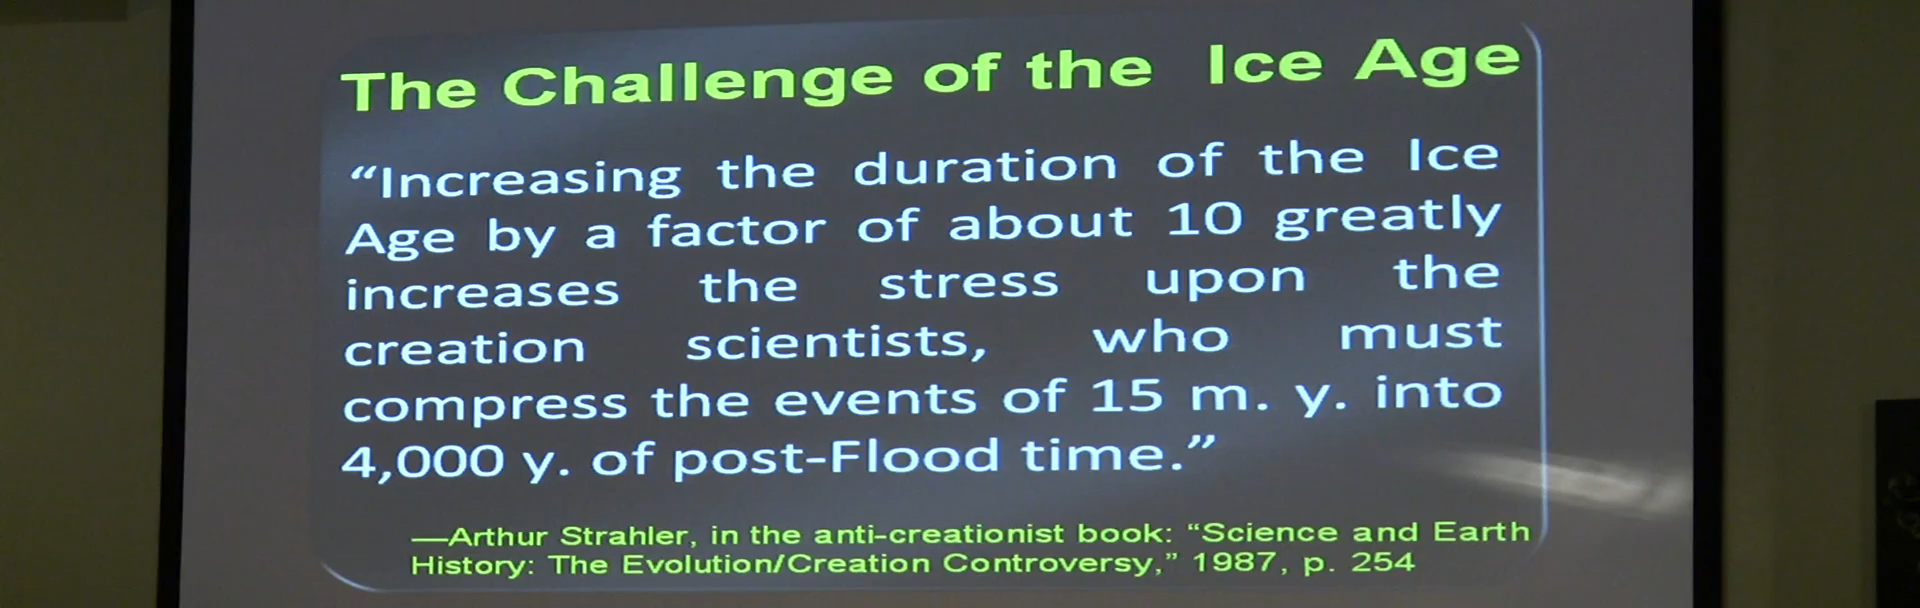 The Challenge of the Ice Age
“Increasing the duration of the Ice
Age by a factor of about 10 greatly
increases the stress upon the
creation scientists, who must
compress the events of 15 m. y. into
4,000 y. of post-Flood time.”
—Arthur Strahler, in the anti-creationist book: “Science and Earth
History: The Evolution/Creation Controversy,” 1987, p. 254